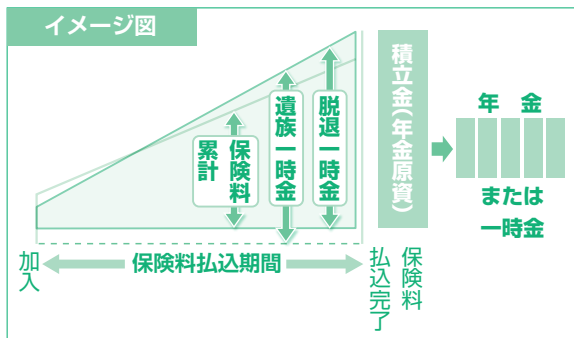 イメージ図
保険料
累計
遺族一時金
脱退一時金
積立金(年金原資)
年 金
または
一時金
加入
保険料払込期間
保険料
払込完了